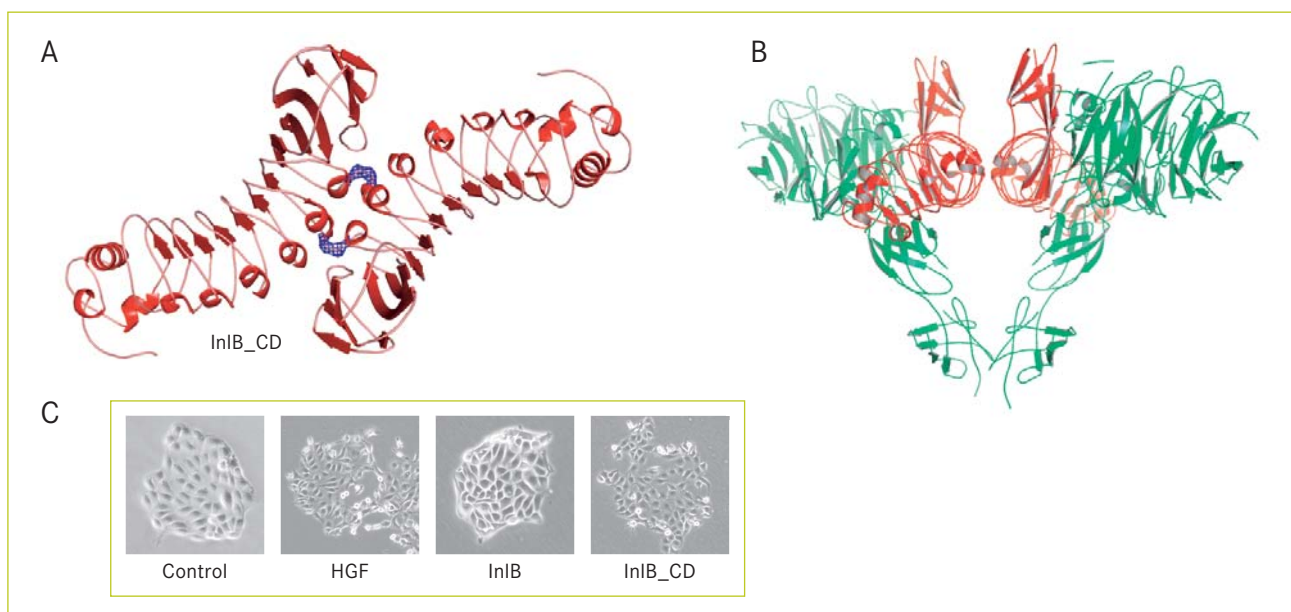 A
B
InlB_CD
C
Control
HGF
InlB
InlB_CD